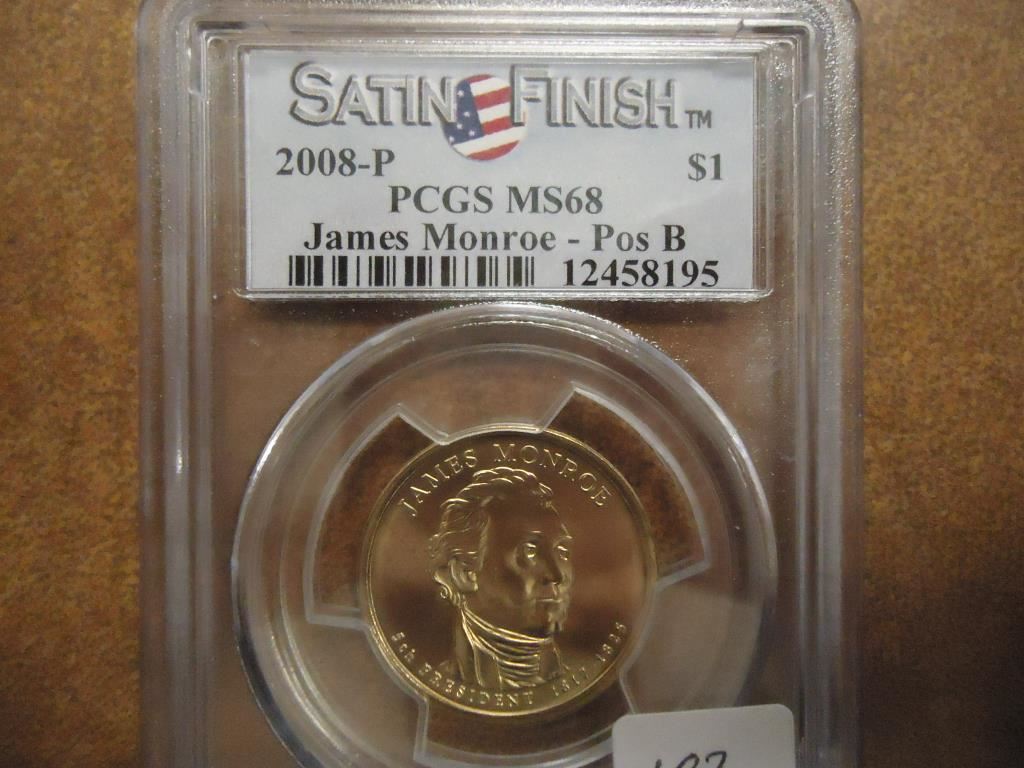 SATIN FINISH™
2008-P $1
PCGS MS68
James Monroe - Pos B
12458195
JAMES MONROE
5th PRESIDENT 1817-1825